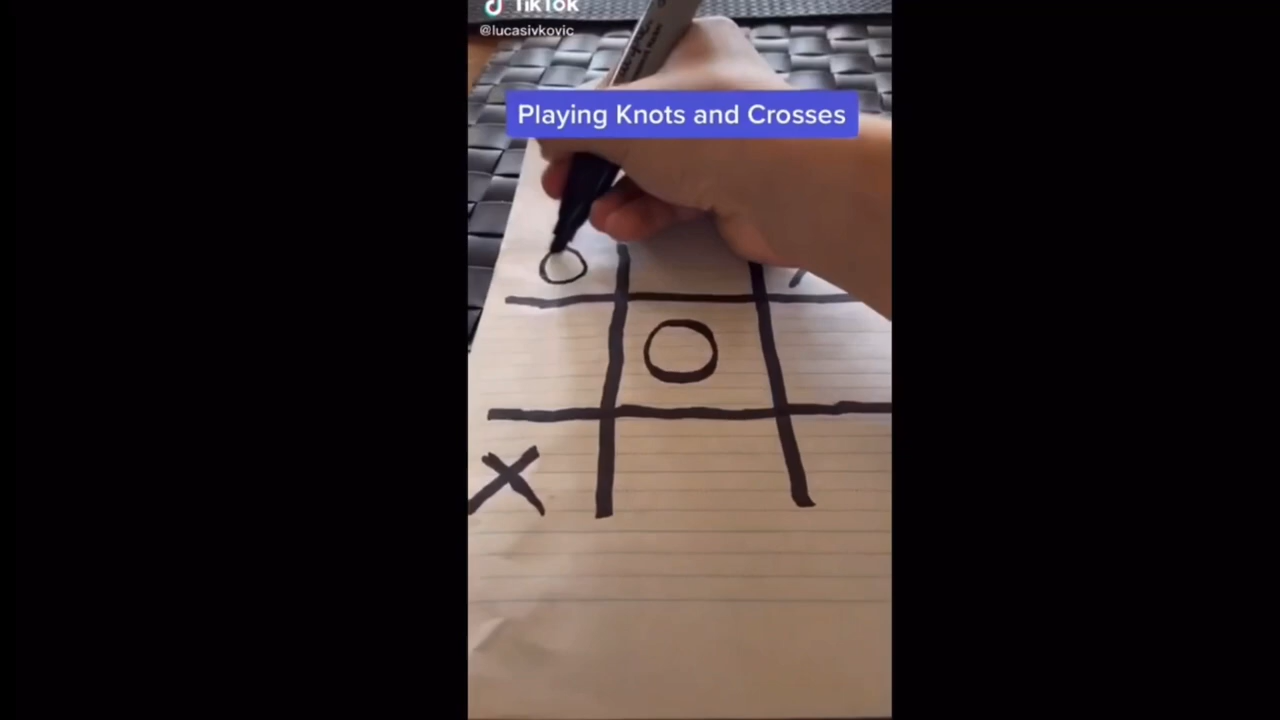 TikTok
@lucasivkovic
Playing Knots and Crosses
O
O
X